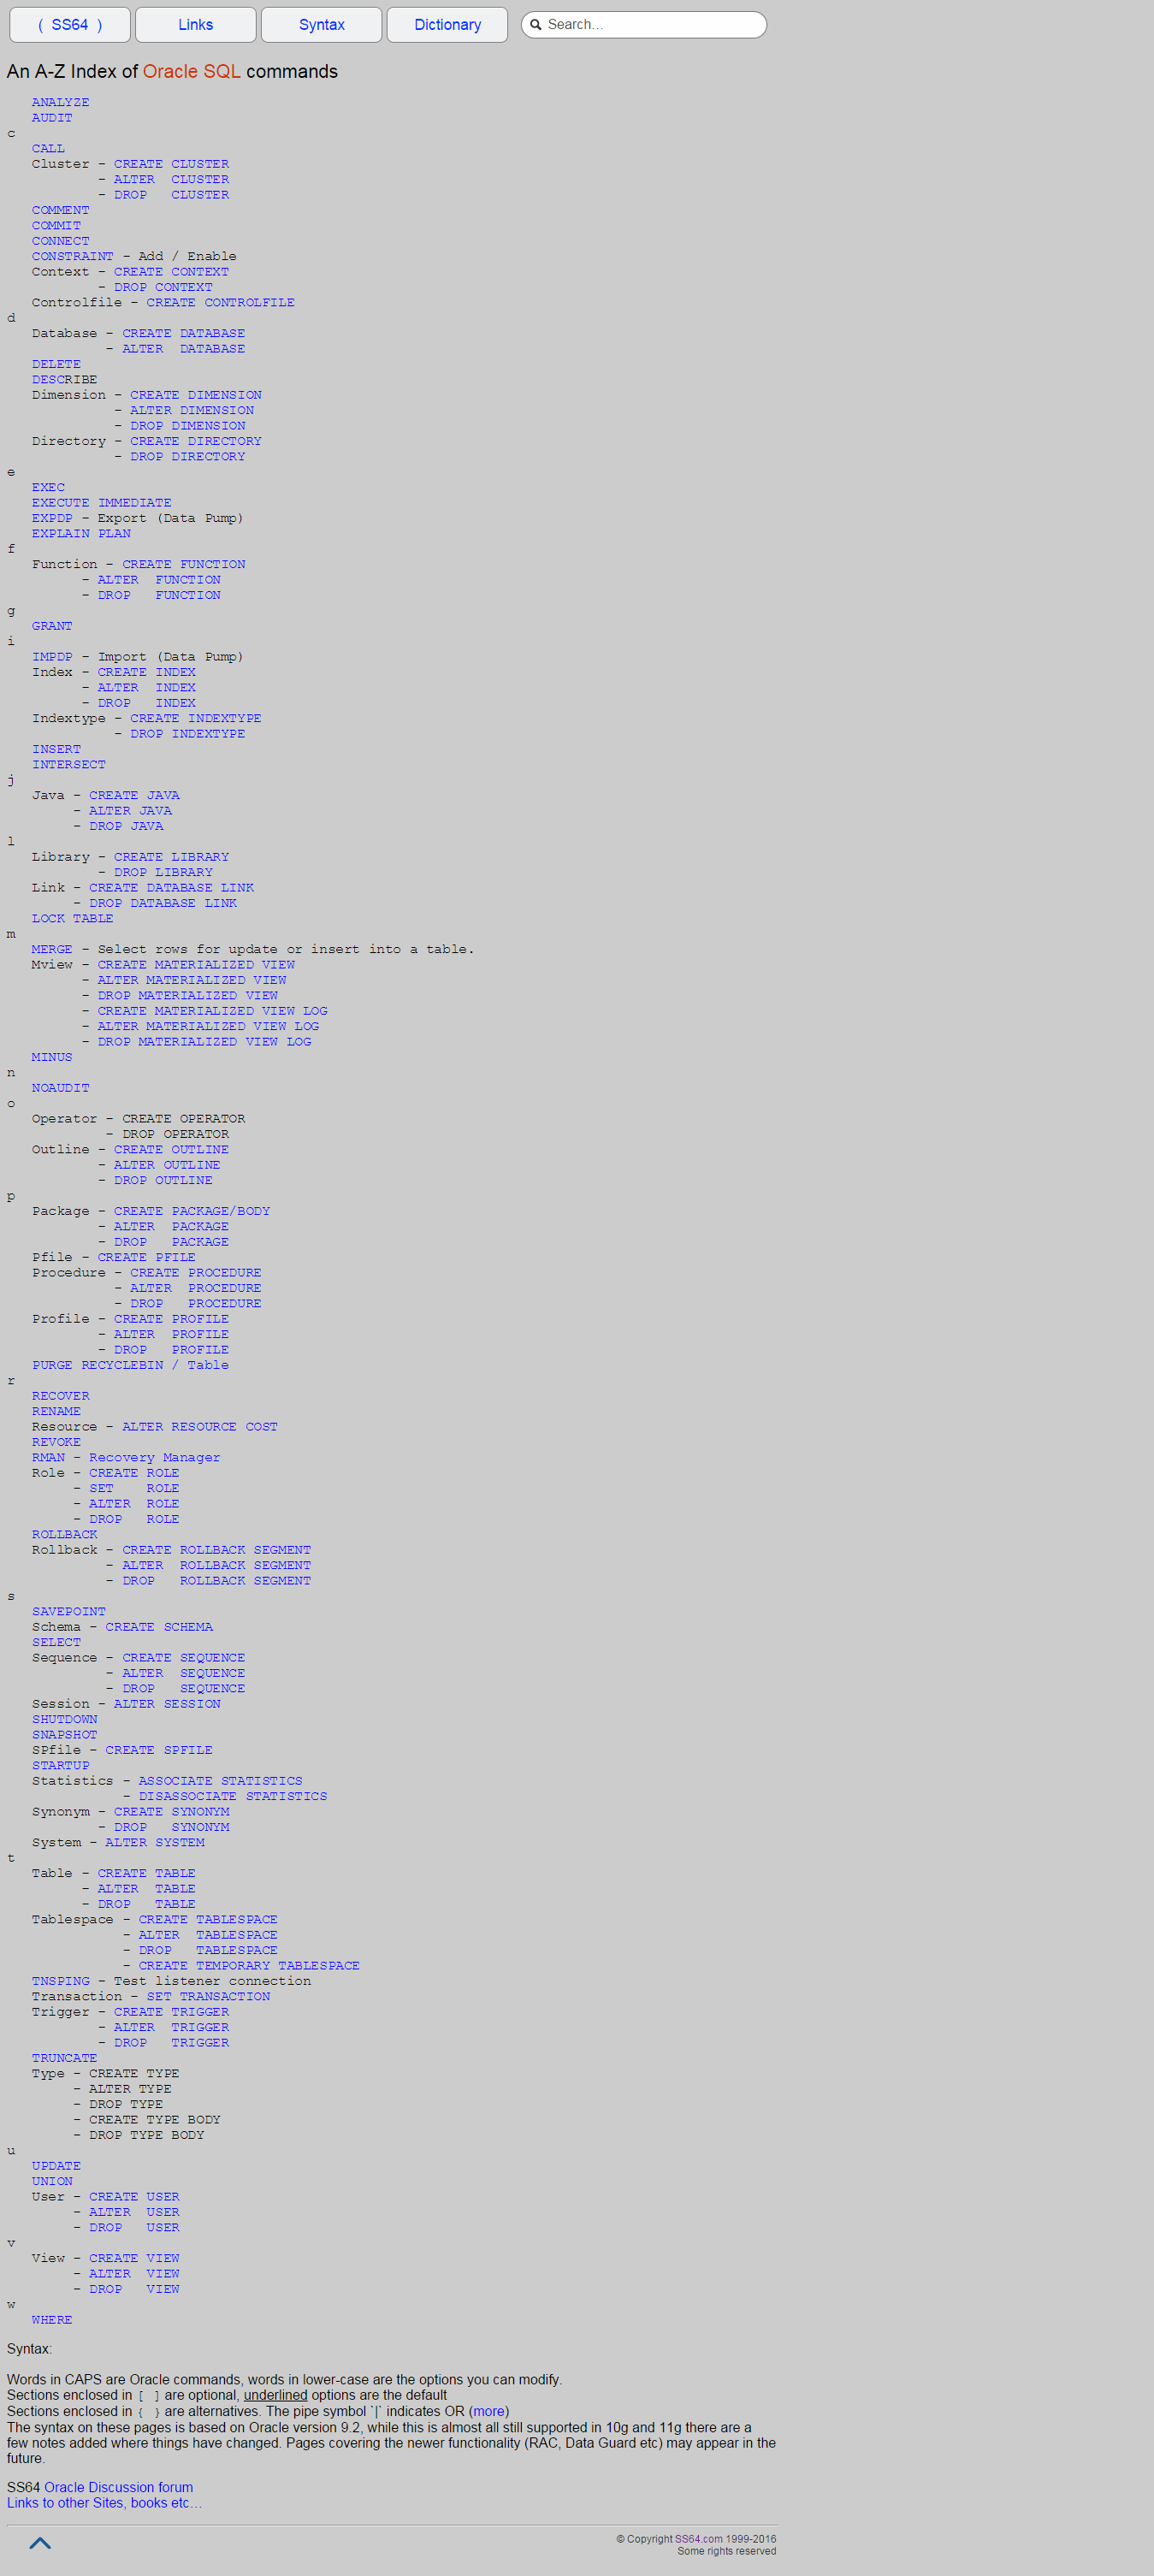 ( SS64 ) Links Syntax Dictionary Search...
An A-Z Index of Oracle SQL commands
ANALYZE
AUDIT
c
CALL
Cluster - CREATE CLUSTER
- ALTER  CLUSTER
- DROP   CLUSTER
COMMENT
COMMIT
CONNECT
CONSTRAINT - Add / Enable
Context - CREATE CONTEXT
- DROP CONTEXT
Controlfile - CREATE CONTROLFILE
d
Database - CREATE DATABASE
- ALTER  DATABASE
DELETE
DESCRIBE
Dimension - CREATE DIMENSION
- ALTER DIMENSION
- DROP DIMENSION
Directory - CREATE DIRECTORY
- DROP DIRECTORY
e
EXEC
EXECUTE IMMEDIATE
EXPDP - Export (Data Pump)
EXPLAIN PLAN
f
Function - CREATE FUNCTION
- ALTER  FUNCTION
- DROP   FUNCTION
g
GRANT
i
IMPDP - Import (Data Pump)
Index - CREATE INDEX
- ALTER  INDEX
- DROP   INDEX
Indextype - CREATE INDEXTYPE
- DROP INDEXTYPE
INSERT
INTERSECT
j
Java - CREATE JAVA
- ALTER JAVA
- DROP JAVA
l
Library - CREATE LIBRARY
- DROP LIBRARY
Link - CREATE DATABASE LINK
- DROP DATABASE LINK
LOCK TABLE
m
MERGE - Select rows for update or insert into a table.
Mview - CREATE MATERIALIZED VIEW
- ALTER MATERIALIZED VIEW
- DROP MATERIALIZED VIEW
- CREATE MATERIALIZED VIEW LOG
- ALTER MATERIALIZED VIEW LOG
- DROP MATERIALIZED VIEW LOG
MINUS
n
NOAUDIT
o
Operator - CREATE OPERATOR
- DROP OPERATOR
Outline - CREATE OUTLINE
- ALTER OUTLINE
- DROP OUTLINE
p
Package - CREATE PACKAGE/BODY
- ALTER  PACKAGE
- DROP   PACKAGE
Pfile - CREATE PFILE
Procedure - CREATE PROCEDURE
- ALTER  PROCEDURE
- DROP   PROCEDURE
Profile - CREATE PROFILE
- ALTER  PROFILE
- DROP   PROFILE
PURGE RECYCLEBIN / Table
r
RECOVER
RENAME
Resource - ALTER RESOURCE COST
REVOKE
RMAN - Recovery Manager
Role - CREATE ROLE
- SET    ROLE
- ALTER  ROLE
- DROP   ROLE
ROLLBACK
Rollback - CREATE ROLLBACK SEGMENT
- ALTER  ROLLBACK SEGMENT
- DROP   ROLLBACK SEGMENT
s
SAVEPOINT
Schema - CREATE SCHEMA
SELECT
Sequence - CREATE SEQUENCE
- ALTER  SEQUENCE
- DROP   SEQUENCE
Session - ALTER SESSION
SHUTDOWN
SNAPSHOT
SPfile - CREATE SPFILE
STARTUP
Statistics - ASSOCIATE STATISTICS
- DISASSOCIATE STATISTICS
Synonym - CREATE SYNONYM
- DROP   SYNONYM
System - ALTER SYSTEM
t
Table - CREATE TABLE
- ALTER  TABLE
- DROP   TABLE
Tablespace - CREATE TABLESPACE
- ALTER  TABLESPACE
- DROP   TABLESPACE
- CREATE TEMPORARY TABLESPACE
TNSPING - Test listener connection
Transaction - SET TRANSACTION
Trigger - CREATE TRIGGER
- ALTER  TRIGGER
- DROP   TRIGGER
TRUNCATE
Type - CREATE TYPE
- ALTER TYPE
- DROP TYPE
- CREATE TYPE BODY
- DROP TYPE BODY
u
UPDATE
UNION
User - CREATE USER
- ALTER  USER
- DROP   USER
v
View - CREATE VIEW
- ALTER  VIEW
- DROP   VIEW
w
WHERE
Syntax:
Words in CAPS are Oracle commands, words in lower-case are the options you can modify.
Sections enclosed in [ ] are optional, underlined options are the default
Sections enclosed in { } are alternatives. The pipe symbol `|` indicates OR (more)
The syntax on these pages is based on Oracle version 9.2, while this is almost all still supported in 10g and 11g there are a
few notes added where things have changed. Pages covering the newer functionality (RAC, Data Guard etc) may appear in the
future.
SS64 Oracle Discussion forum
Links to other Sites, books etc...
© Copyright SS64.com 1999-2016
Some rights reserved